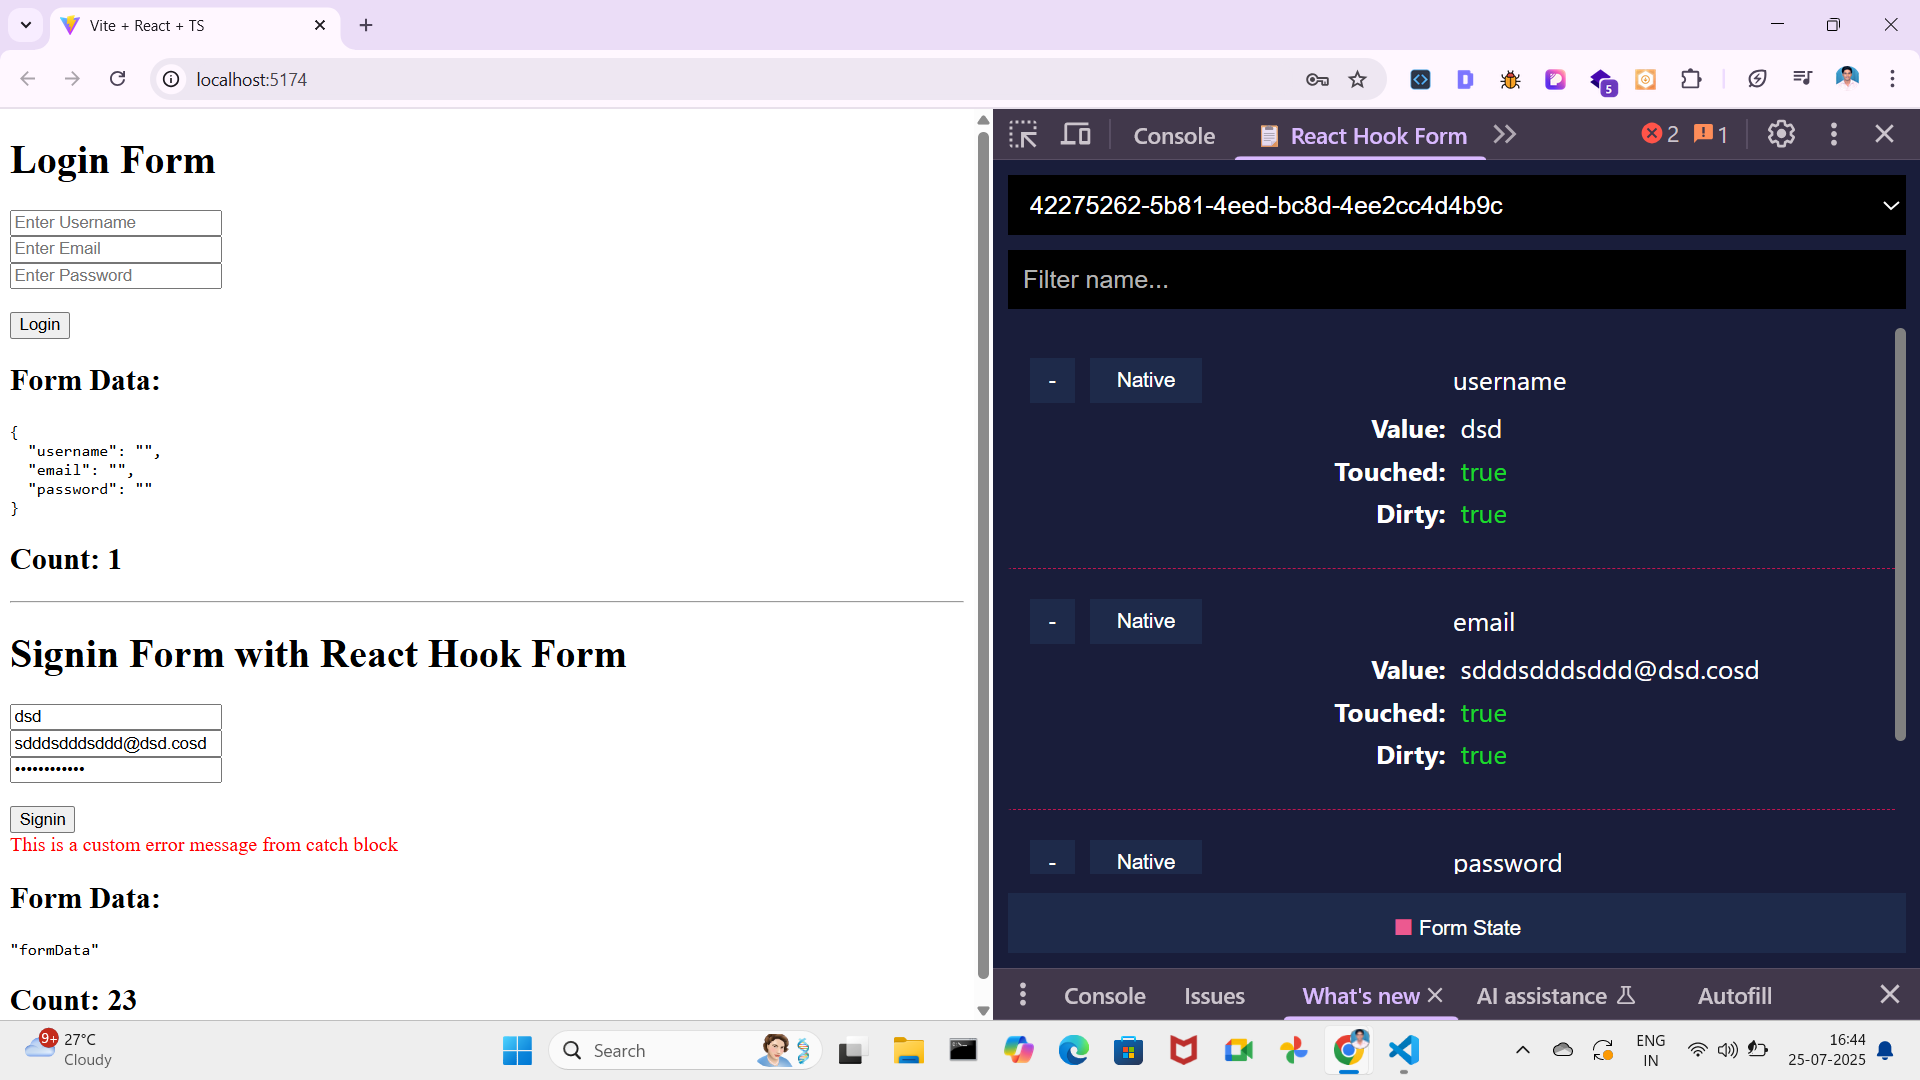 Vite + React + TS
localhost:5174
5
Login Form
Enter Username
Enter Email
Enter Password
Login
Form Data:
{
"username": "",
"email": "",
"password": ""
}
Count: 1
Signin Form with React Hook Form
dsd
sdddsdddsddd@dsd.cosd
••••••••••••
Signin
This is a custom error message from catch block
Form Data:
"formData"
Count: 23
Console
React Hook Form
2
1
42275262-5b81-4eed-bc8d-4ee2cc4d4b9c
Filter name...
- Native username
Value: dsd
Touched: true
Dirty: true
- Native email
Value: sdddsdddsddd@dsd.cosd
Touched: true
Dirty: true
- Native password
Form State
Console Issues What's new AI assistance Autofill
9+
27°C
Cloudy
Search
ENG
IN
16:44
25-07-2025